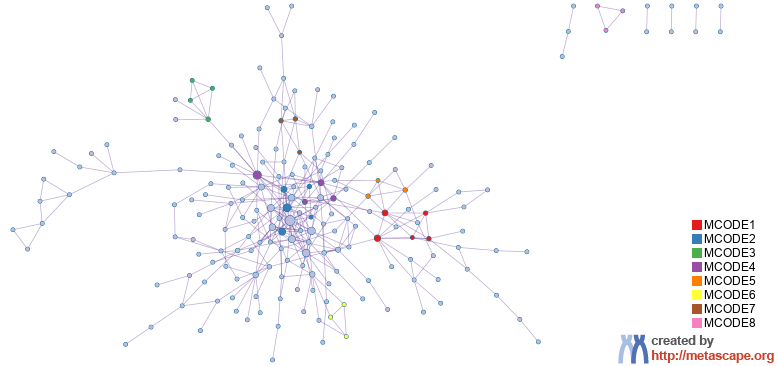 MCODE1
MCODE2
MCODE3
MCODE4
MCODE5
MCODE6
MCODE7
MCODE8
created by
http://metascape.org